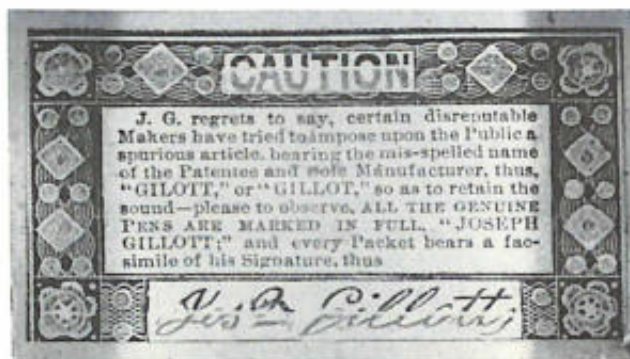 CAUTION
J. G. regrets to say, certain disreputable
Makers have tried to impose upon the Public a
spurious article, bearing the mis-spelled name
of the Patentee and sole Manufacturer, thus,
"GILOTT," or "GILLOT," so as to retain the
sound—please to observe, ALL THE GENUINE
PENS ARE MARKED IN FULL, "JOSEPH
GILLOTT;" and every Packet bears a fac-
simile of his Signature, thus
Josh Gillott